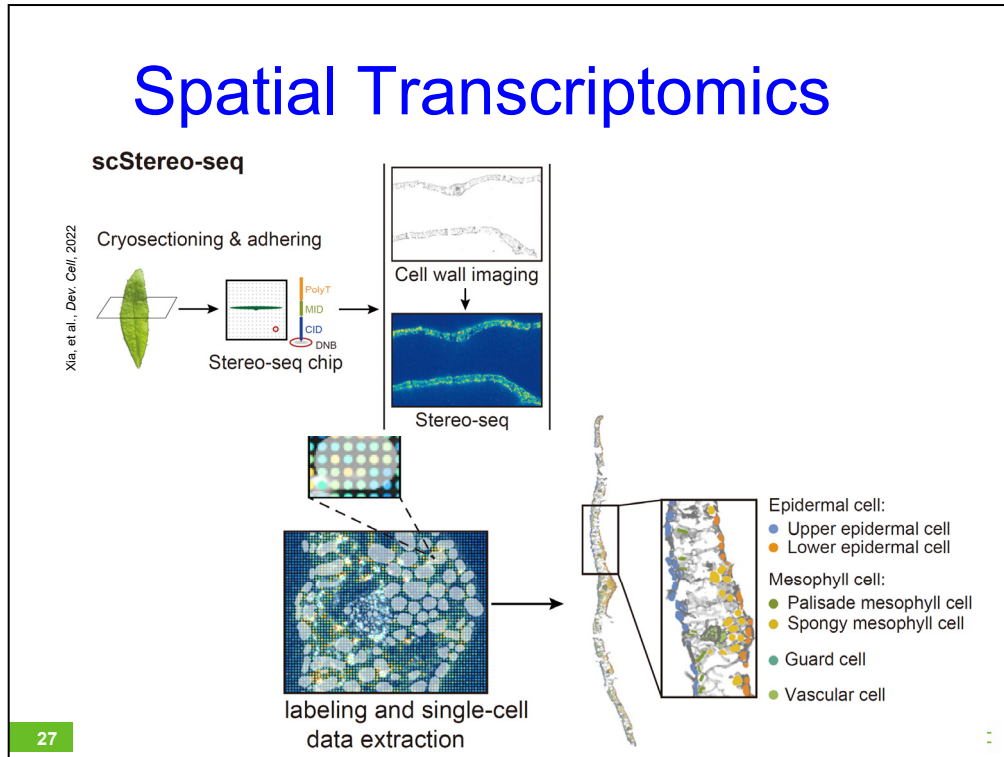 Spatial Transcriptomics
scStereo-seq
Xia, et al., Dev. Cell, 2022
Cryosectioning & adhering
PolyT
MID
CID
DNB
Stereo-seq chip
Cell wall imaging
Stereo-seq
labeling and single-cell
data extraction
Epidermal cell:
Upper epidermal cell
Lower epidermal cell
Mesophyll cell:
Palisade mesophyll cell
Spongy mesophyll cell
Guard cell
Vascular cell
27